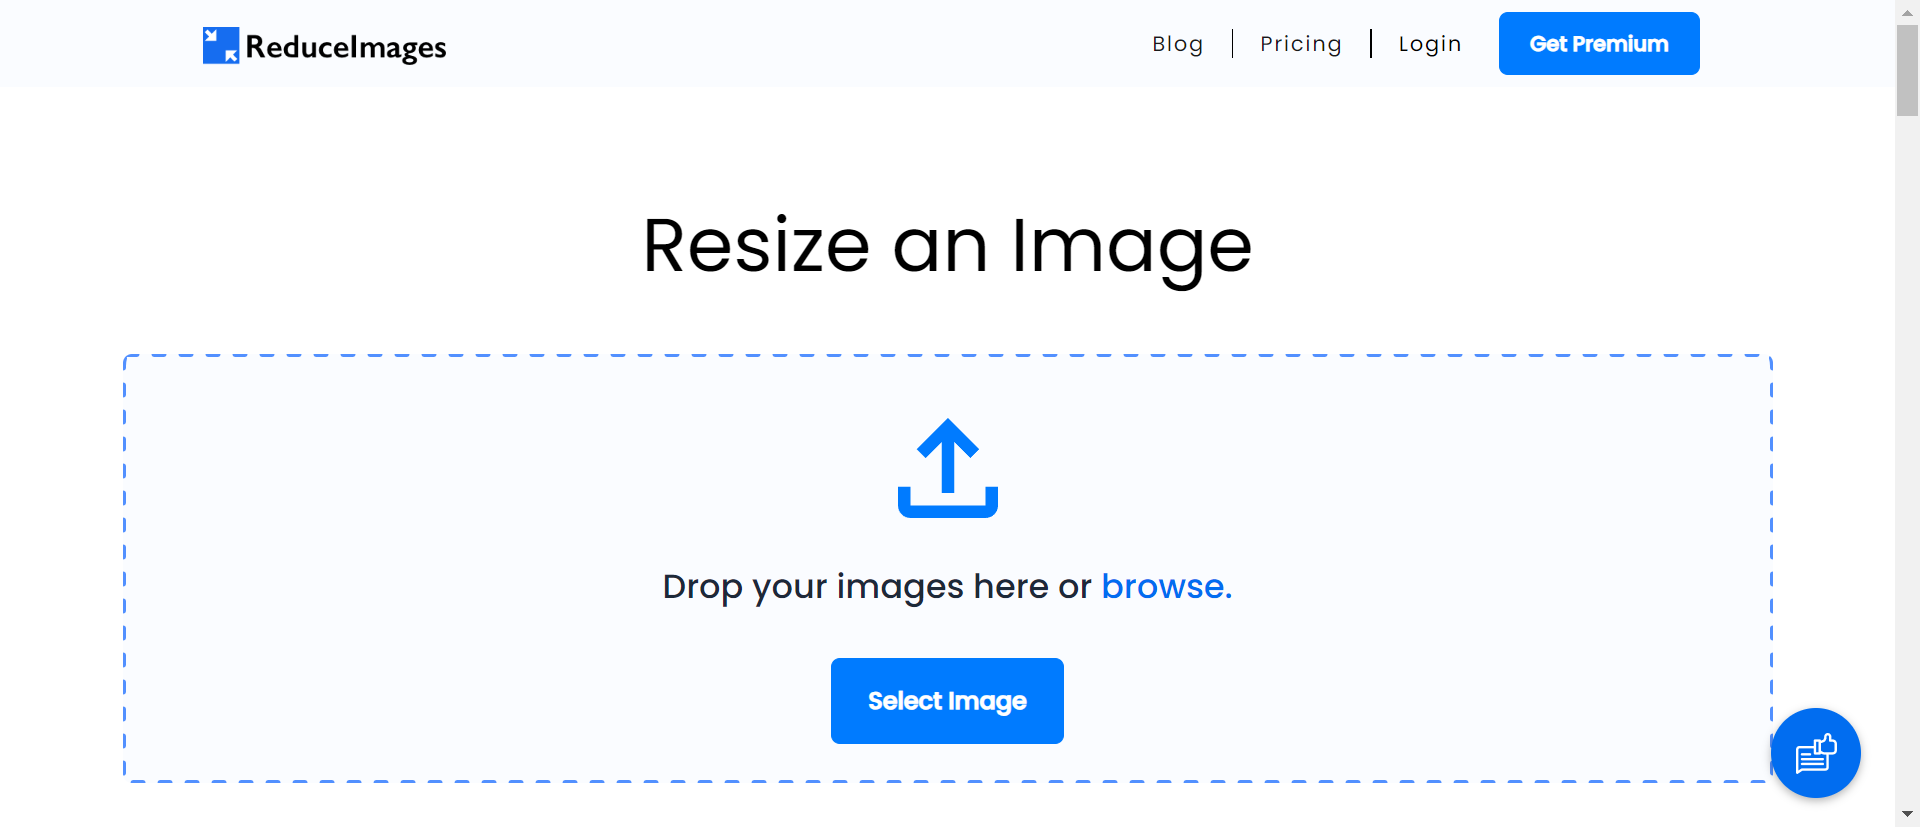 ReduceImages
Blog
Pricing
Login
Get Premium
Resize an Image
Drop your images here or browse.
Select Image